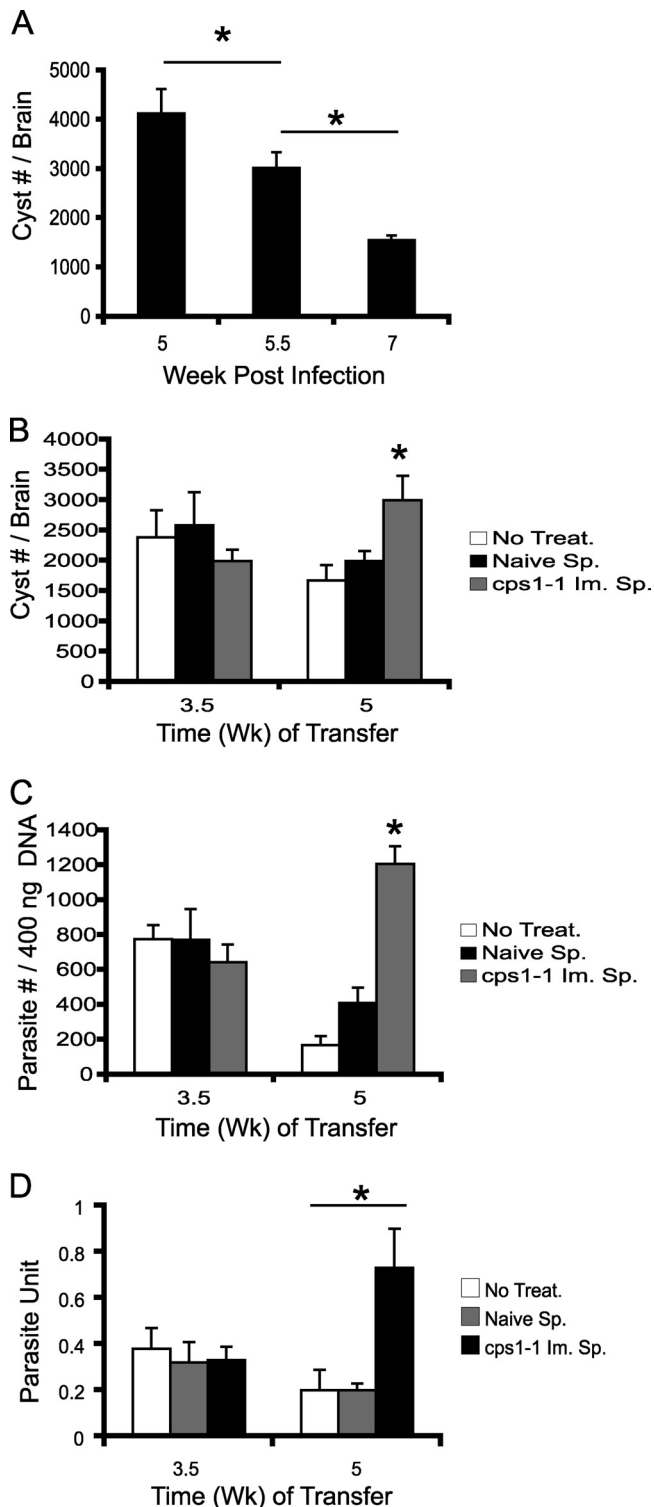 A
*
*
5000
4000
3000
2000
1000
0
Cyst # / Brain
5 5.5 7
Week Post Infection
B
4000
3500
3000
2500
2000
1500
1000
500
0
Cyst # / Brain
*
No Treat.
Naive Sp.
cps1-1 Im. Sp.
3.5 5
Time (Wk) of Transfer
C
1400
1200
1000
800
600
400
200
0
Parasite # / 400 ng DNA
*
No Treat.
Naive Sp.
cps1-1 Im. Sp.
3.5 5
Time (Wk) of Transfer
D
1
0.8
0.6
0.4
0.2
0
Parasite Unit
*
No Treat.
Naive Sp.
cps1-1 Im. Sp.
3.5 5
Time (Wk) of Transfer